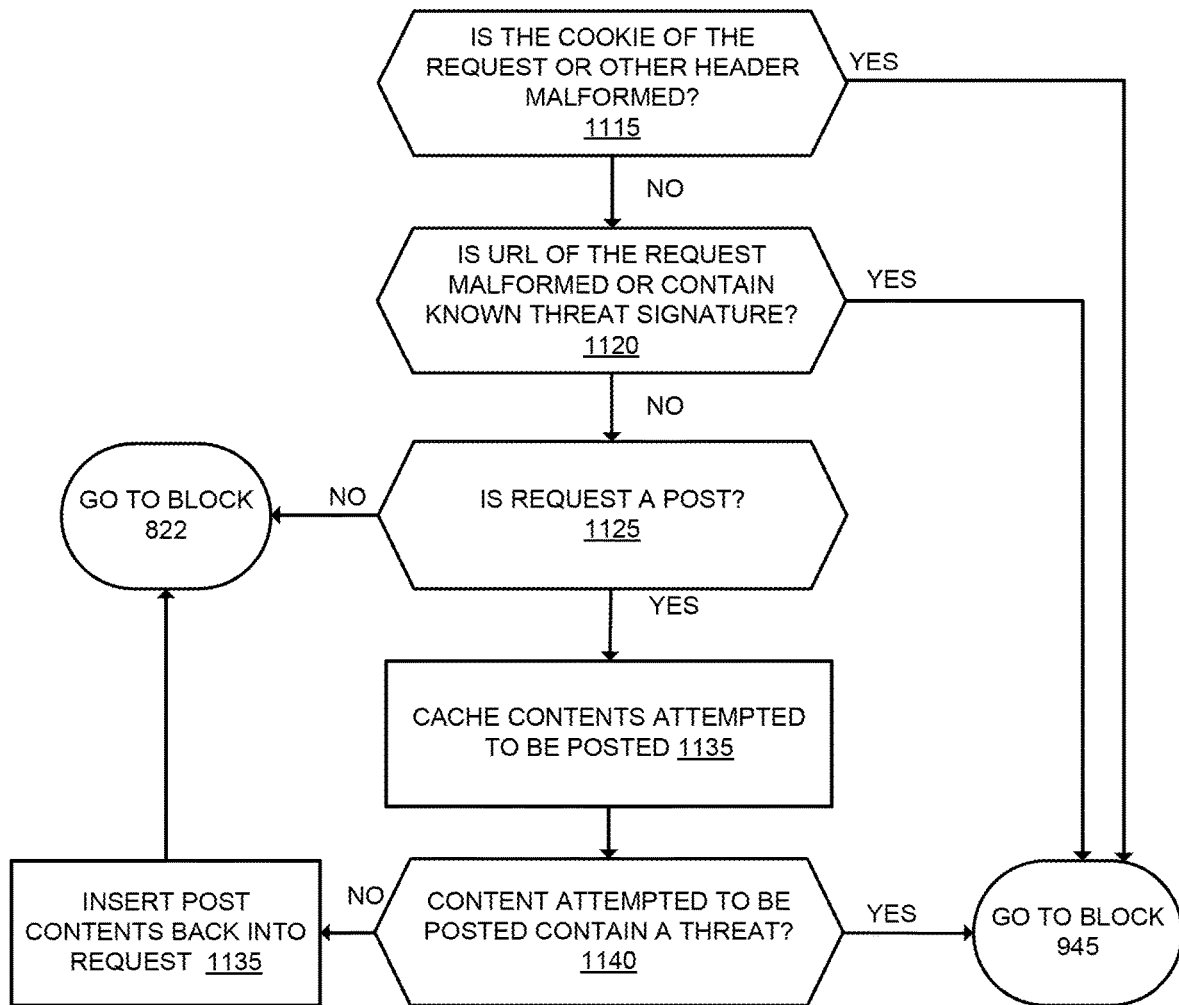 IS THE COOKIE OF THE
REQUEST OR OTHER HEADER
MALFORMED?
1115
YES
NO
IS URL OF THE REQUEST
MALFORMED OR CONTAIN
KNOWN THREAT SIGNATURE?
1120
YES
NO
GO TO BLOCK
822
NO
IS REQUEST A POST?
1125
YES
CACHE CONTENTS ATTEMPTED
TO BE POSTED 1135
INSERT POST
CONTENTS BACK INTO
REQUEST 1135
NO
CONTENT ATTEMPTED TO BE
POSTED CONTAIN A THREAT?
1140
YES
GO TO BLOCK
945